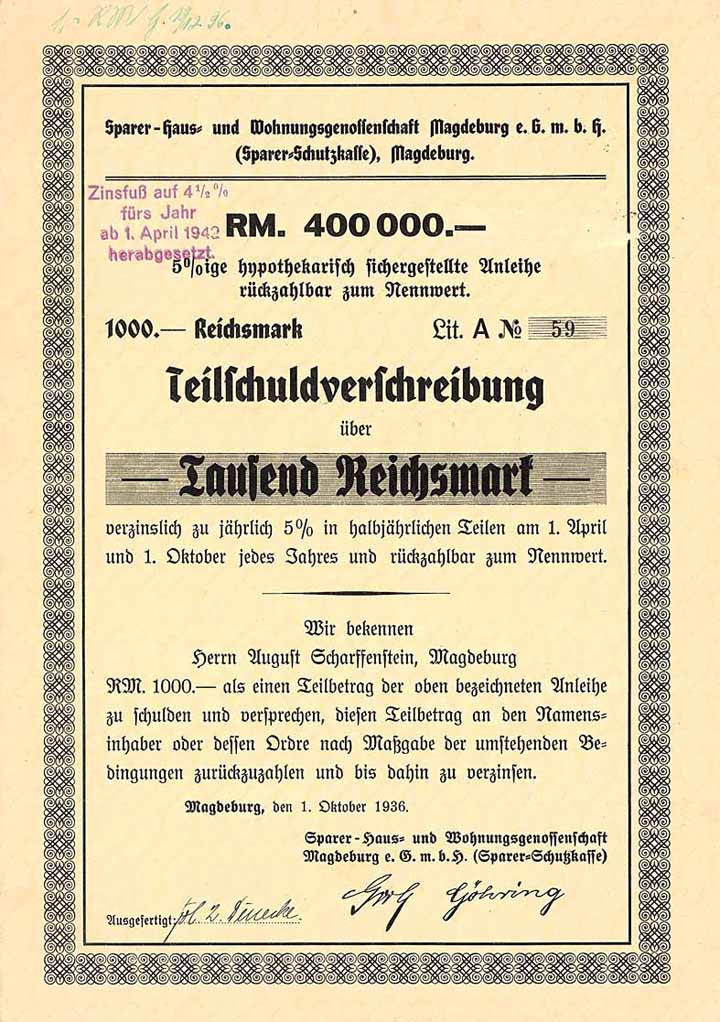 Sparer-Haus- und Wohnungsgenossenschaft Magdeburg e. G. m. b. H.
(Sparer-Schutzkasse), Magdeburg.
Zinsfuß auf 4½%
fürs Jahr
ab 1. April 1942
herabgesetzt.
RM. 400 000.—
5%ige hypothekarisch sichergestellte Anleihe
rückzahlbar zum Nennwert.
1000.— Reichsmark Lit. A № 59
Teilschuldverschreibung
über
— Tausend Reichsmark —
verzinslich zu jährlich 5% in halbjährlichen Teilen am 1. April
und 1. Oktober jedes Jahres und rückzahlbar zum Nennwert.
Wir bekennen
Herrn August Scharffenstein, Magdeburg
RM. 1000.— als einen Teilbetrag der oben bezeichneten Anleihe
zu schulden und versprechen, diesen Teilbetrag an den Namens-
inhaber oder dessen Ordre nach Maßgabe der umstehenden Be-
dingungen zurückzuzahlen und bis dahin zu verzinsen.
Magdeburg, den 1. Oktober 1936.
Sparer-Haus- und Wohnungsgenossenschaft
Magdeburg e. G. m. b. H. (Sparer-Schutzkasse)
Göhring
Ausgefertigt: Denecke.